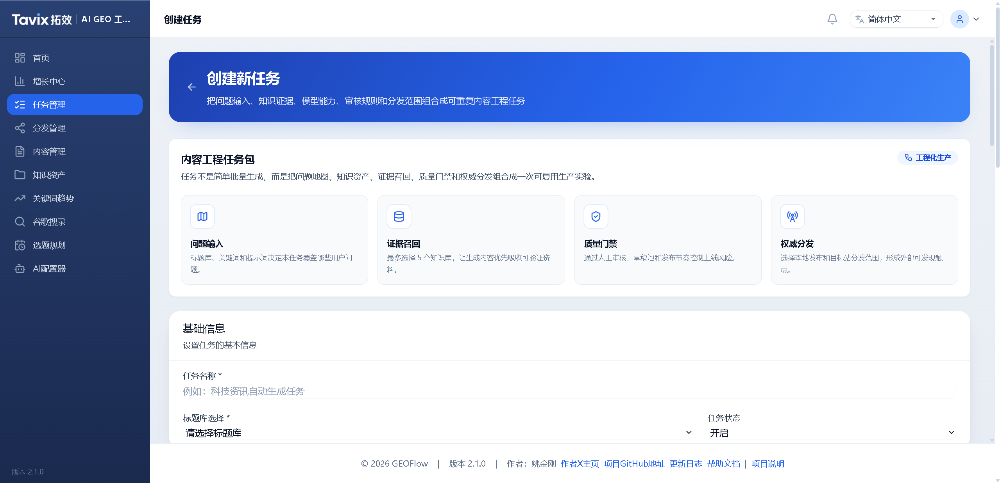 Tavix 拓效 AI GEO 工...
创建任务
简体中文
首页
增长中心
任务管理
分发管理
内容管理
知识资产
关键词趋势
谷歌搜录
选题规划
AI配置器
版本 2.1.0
创建新任务
把问题输入、知识证据、模型能力、审核规则和分发范围组合成可重复内容工程任务
内容工程任务包
工程化生产
任务不是简单批量生成，而是把问题地图、知识资产、证据召回、质量门禁和权威分发组合成一次可复用生产实验。
问题输入
标题库、关键词和提示词决定本任务覆盖哪些用户问
题。
证据召回
最多选择 5 个知识库，让生成内容优先吸收可验证资
料。
质量门禁
通过人工审核、草稿池和发布节奏控制上线风险。
权威分发
选择本地发布和目标站分发范围，形成外部可发现触
点。
基础信息
设置任务的基本信息
任务名称 *
例如：科技资讯自动生成任务
标题库选择 *
请选择标题库
任务状态
开启
© 2026 GEOFlow | 版本 2.1.0 | 作者：姚金刚 作者X主页 项目GitHub地址 更新日志 帮助文档 | 项目说明